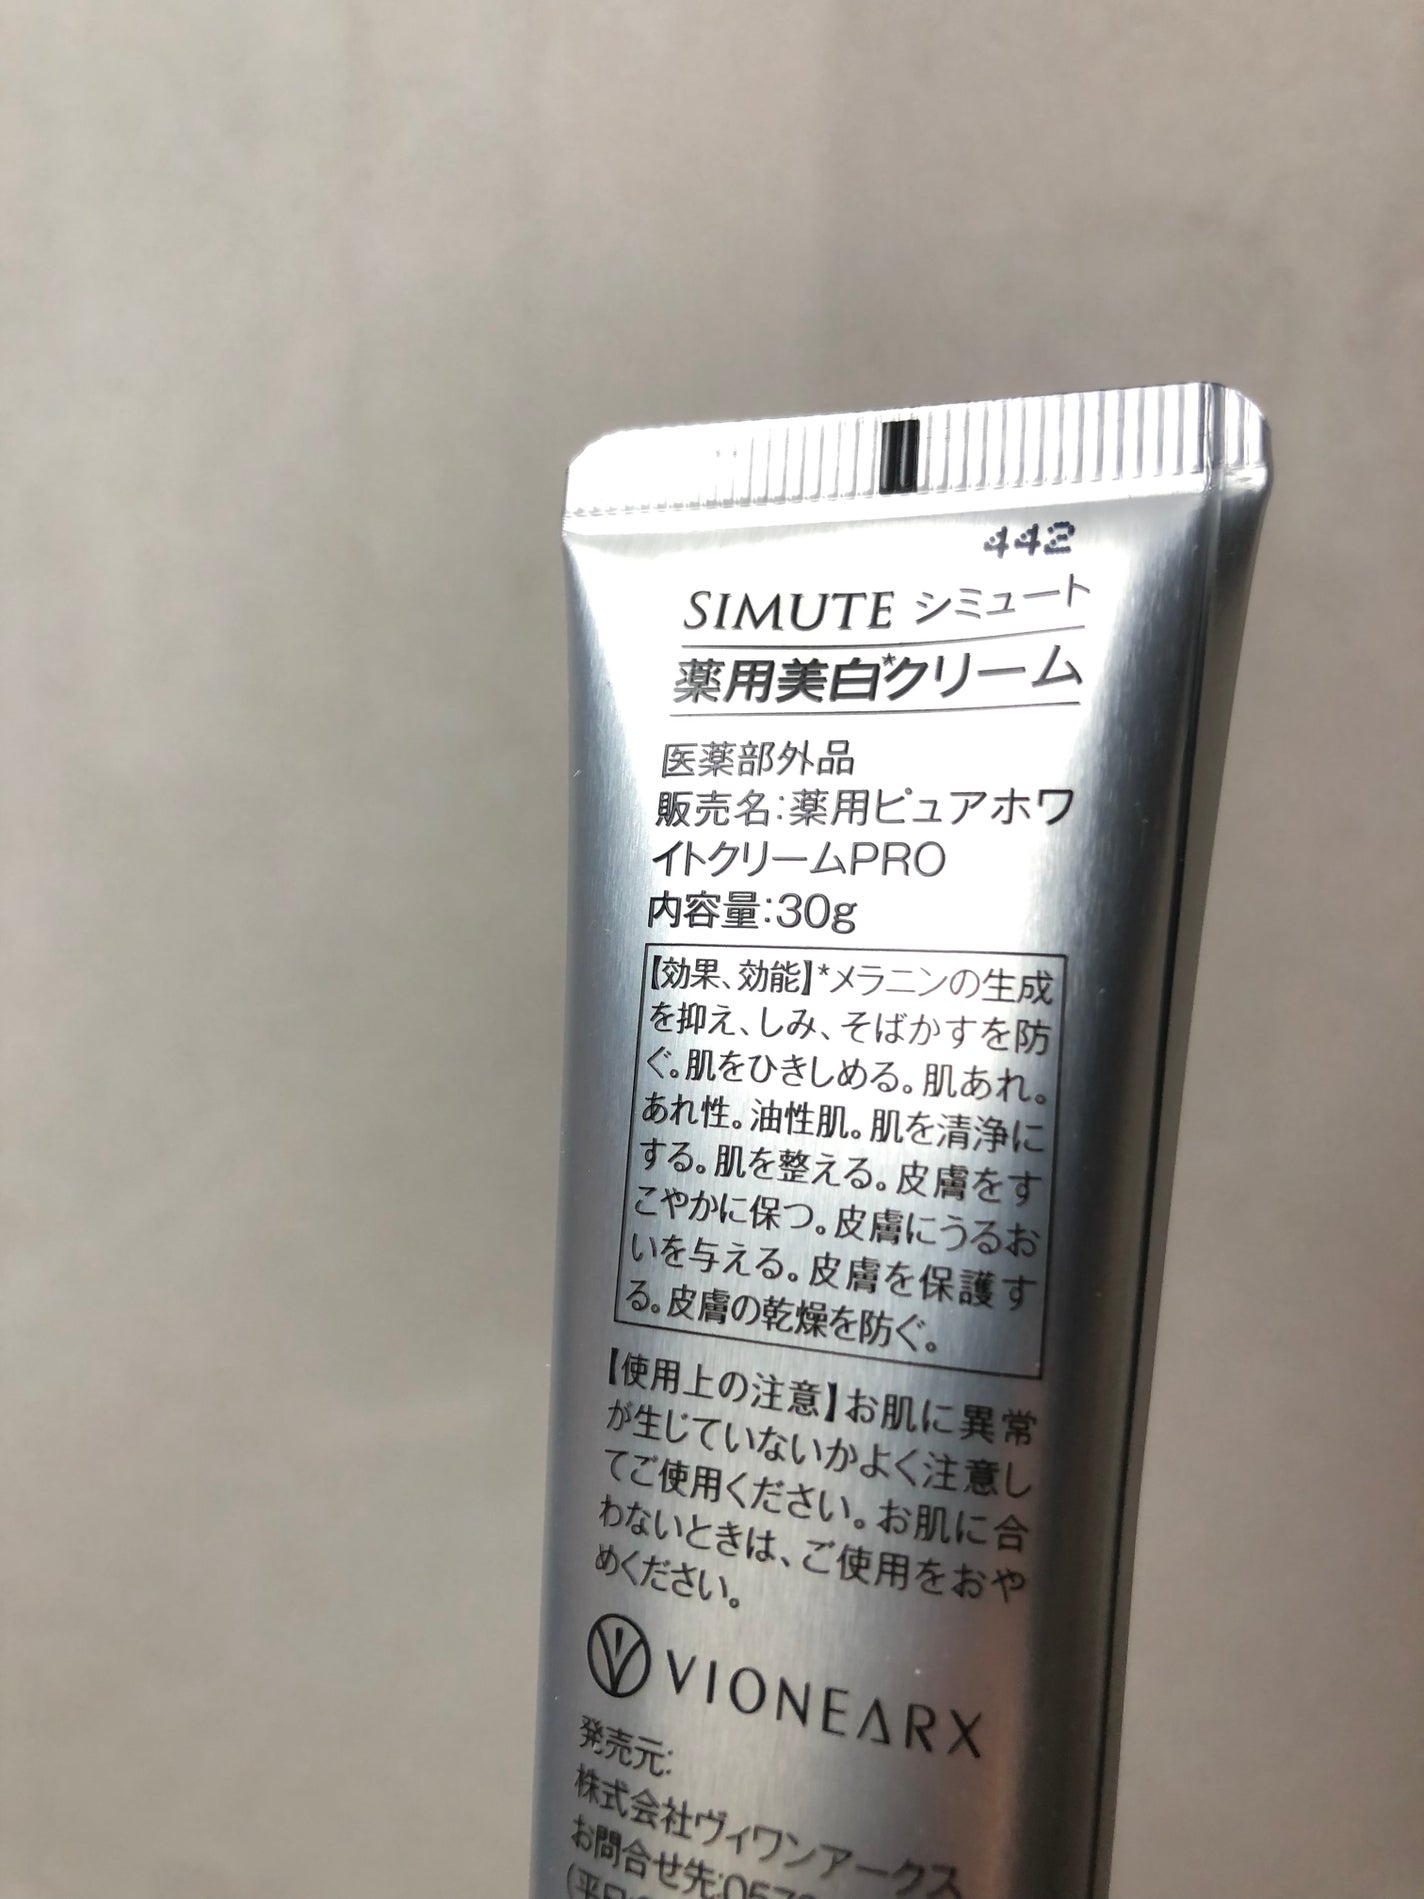 442
SIMUTE シミュート
薬用美白*クリーム
医薬部外品
販売名:薬用ピュアホワ
イトクリームPRO
内容量:30g
【効果、効能】*メラニンの生成
を抑え、しみ、そばかすを防
ぐ。肌をひきしめる。肌あれ。
あれ性。油性肌。肌を清浄に
する。肌を整える。皮膚をす
こやかに保つ。皮膚にうるお
いを与える。皮膚を保護す
る。皮膚の乾燥を防ぐ。
【使用上の注意】お肌に異常
が生じていないかよく注意し
てご使用ください。お肌に合
わないときは、ご使用をおや
めください。
VIONEARX
発売元:
株式会社ヴィワンアークス
お問合せ先:0570
(平日